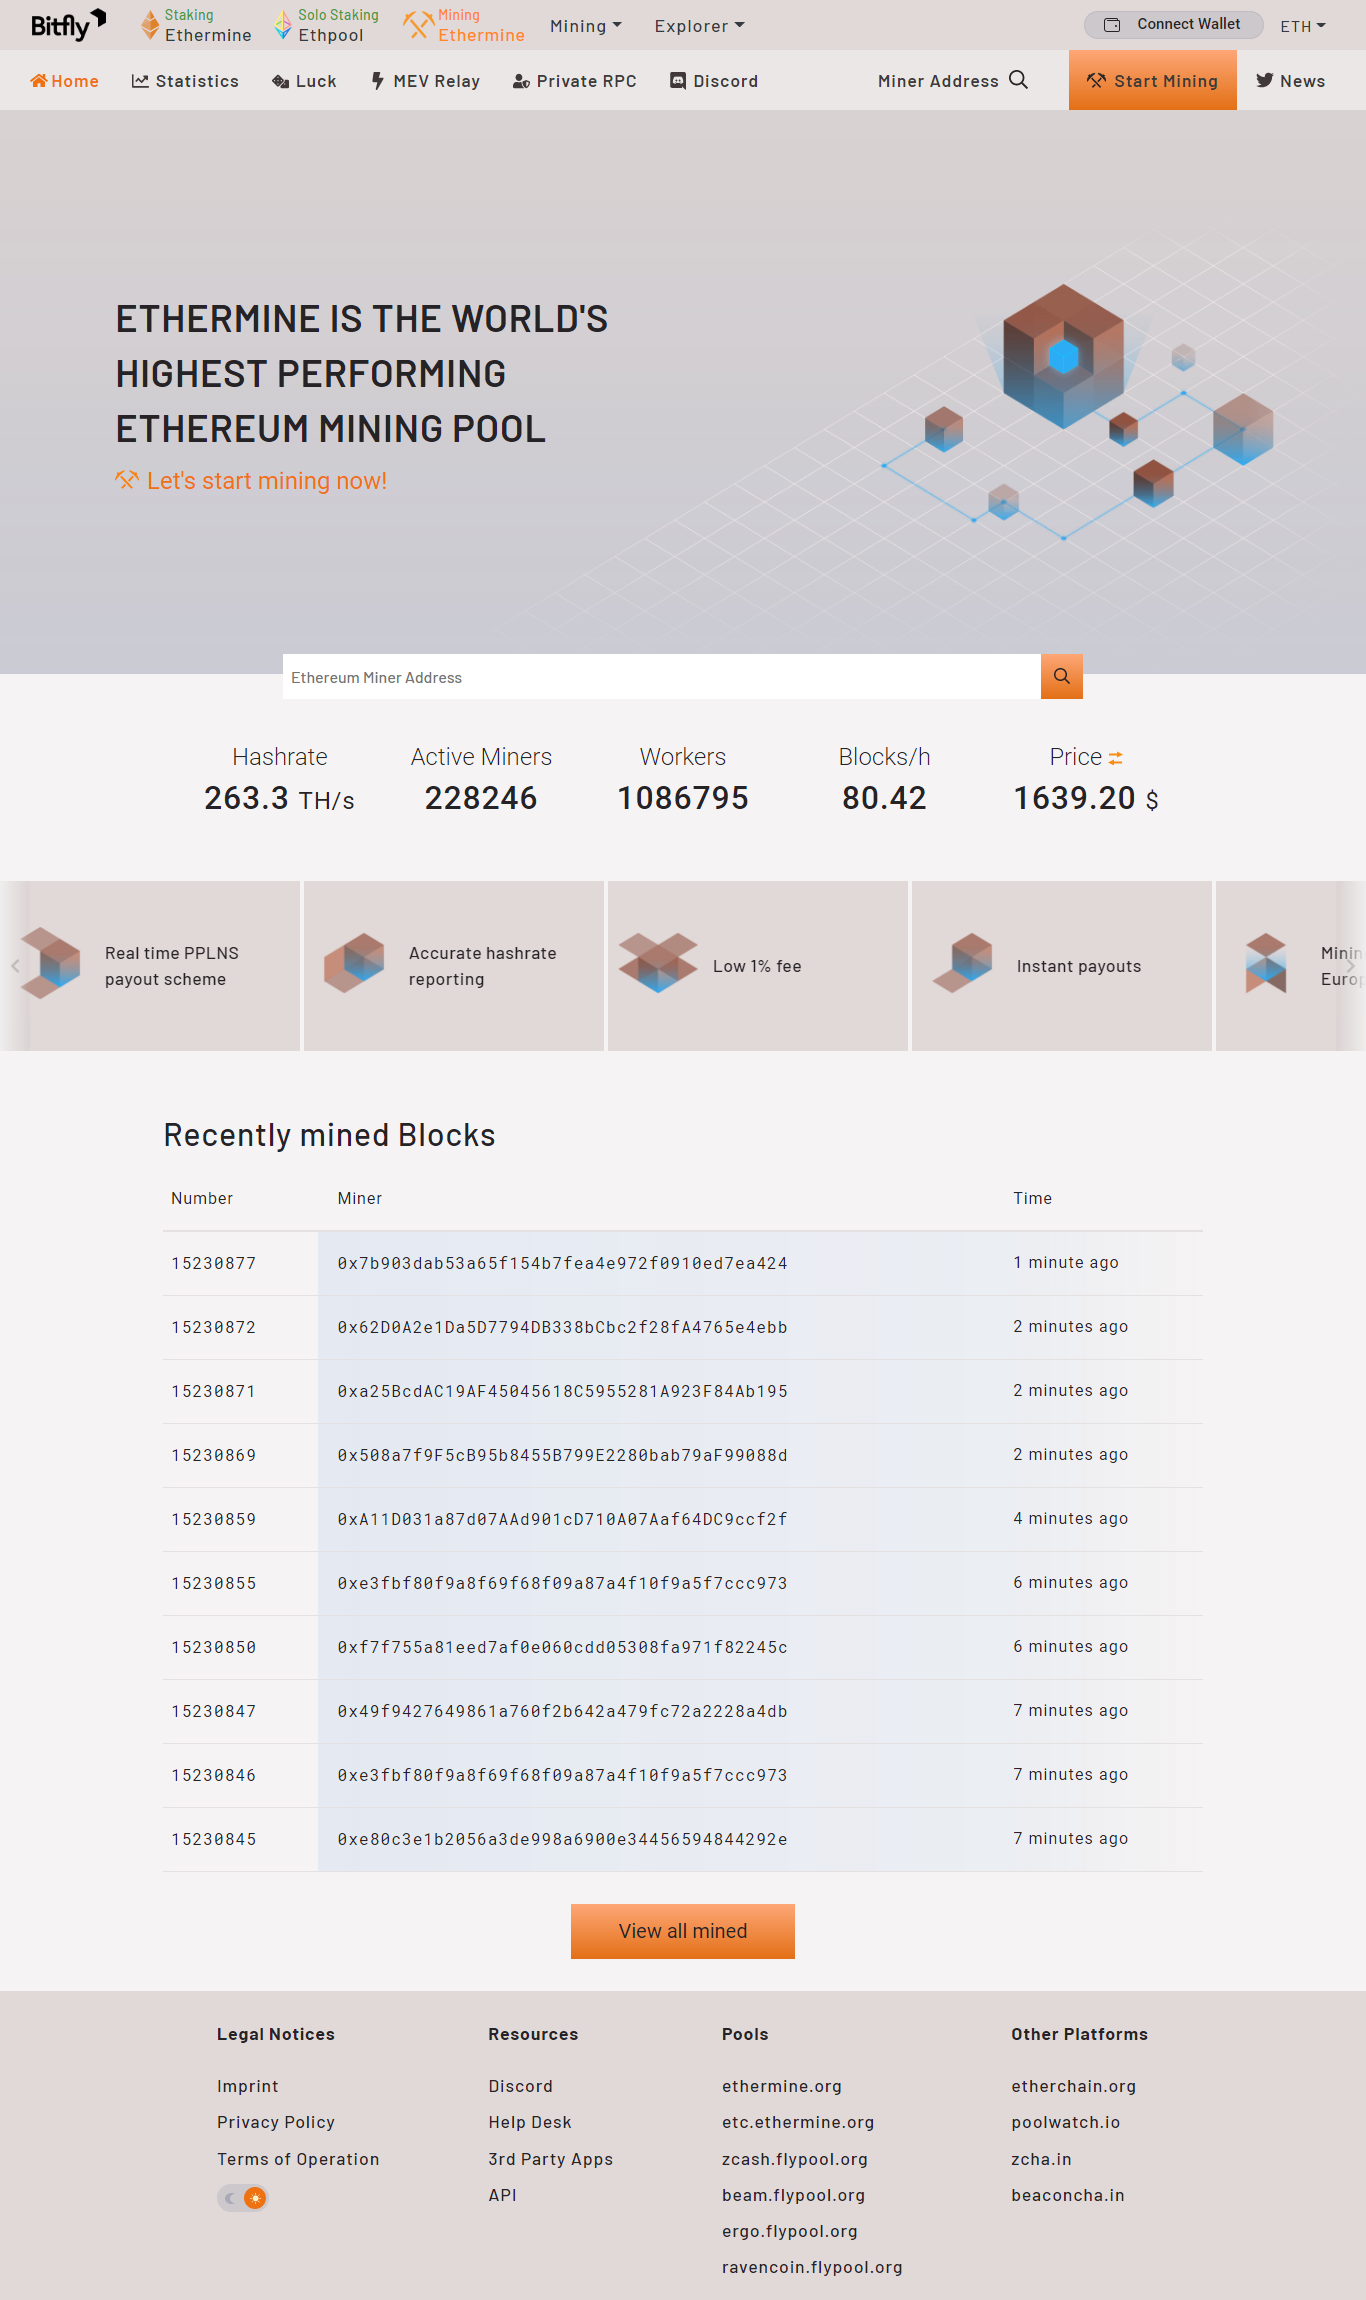 Bitfly
Staking
Ethermine
Solo Staking
Ethpool
Mining
Ethermine
Mining
Explorer
Connect Wallet
ETH
Home
Statistics
Luck
MEV Relay
Private RPC
Discord
Miner Address
Start Mining
News
ETHERMINE IS THE WORLD'S
HIGHEST PERFORMING
ETHEREUM MINING POOL
Let's start mining now!
Ethereum Miner Address
Hashrate
263.3 TH/s
Active Miners
228246
Workers
1086795
Blocks/h
80.42
Price
1639.20 $
Real time PPLNS
payout scheme
Accurate hashrate
reporting
Low 1% fee
Instant payouts
Recently mined Blocks
Number Miner Time
15230877 0x7b903dab53a65f154b7fea4e972f0910ed7ea424 1 minute ago
15230872 0x62D0A2e1Da5D7794DB338bCbc2f28fA4765e4ebb 2 minutes ago
15230871 0xa25BcdAC19AF45045618C5955281A923F84Ab195 2 minutes ago
15230869 0x508a7f9F5cB95b8455B799E2280bab79aF99088d 2 minutes ago
15230859 0xA11D031a87d07AAd901cD710A07Aaf64DC9ccf2f 4 minutes ago
15230855 0xe3fbf80f9a8f69f68f09a87a4f10f9a5f7ccc973 6 minutes ago
15230850 0xf7f755a81eed7af0e060cdd05308fa971f82245c 6 minutes ago
15230847 0x49f9427649861a760f2b642a479fc72a2228a4db 7 minutes ago
15230846 0xe3fbf80f9a8f69f68f09a87a4f10f9a5f7ccc973 7 minutes ago
15230845 0xe80c3e1b2056a3de998a6900e34456594844292e 7 minutes ago
View all mined
Legal Notices
Imprint
Privacy Policy
Terms of Operation
Resources
Discord
Help Desk
3rd Party Apps
API
Pools
ethermine.org
etc.ethermine.org
zcash.flypool.org
beam.flypool.org
ergo.flypool.org
ravencoin.flypool.org
Other Platforms
etherchain.org
poolwatch.io
zcha.in
beaconcha.in